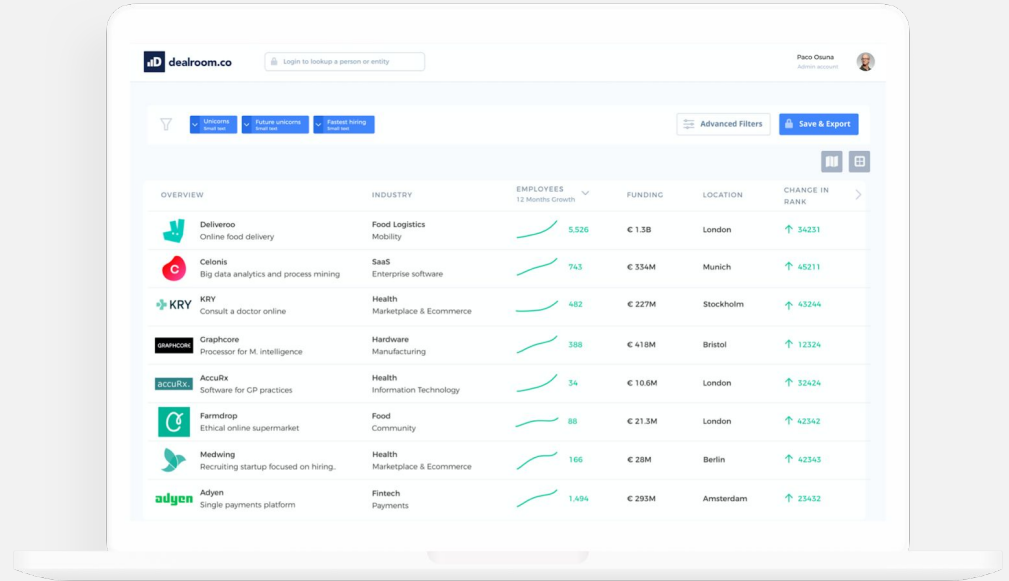 dealroom.co
Login to lookup a person or entity
Paco Osuna
Admin account
Unicorns
Small text
Future unicorns
Small text
Fastest hiring
Small text
Advanced Filters
Save & Export
OVERVIEW
INDUSTRY
EMPLOYEES
12 Months Growth
FUNDING
LOCATION
CHANGE IN
RANK
Deliveroo
Online food delivery
Food Logistics
Mobility
5,526
€ 1.3B
London
34231
C
Celonis
Big data analytics and process mining
SaaS
Enterprise software
743
€ 334M
Munich
45211
KRY
KRY
Consult a doctor online
Health
Marketplace & Ecommerce
482
€ 227M
Stockholm
45244
GRAPHCORE
Graphcore
Processor for M. intelligence
Hardware
Manufacturing
388
€ 418M
Bristol
12324
accuRx.
AccuRx
Software for GP practices
Health
Information Technology
34
€ 10.6M
London
32424
Farmdrop
Ethical online supermarket
Food
Community
88
€ 21.3M
London
42342
Medwing
Recruiting startup focused on hiring..
Health
Marketplace & Ecommerce
166
€ 28M
Berlin
42343
adyen
Adyen
Single payments platform
Fintech
Payments
1,494
€ 293M
Amsterdam
23432